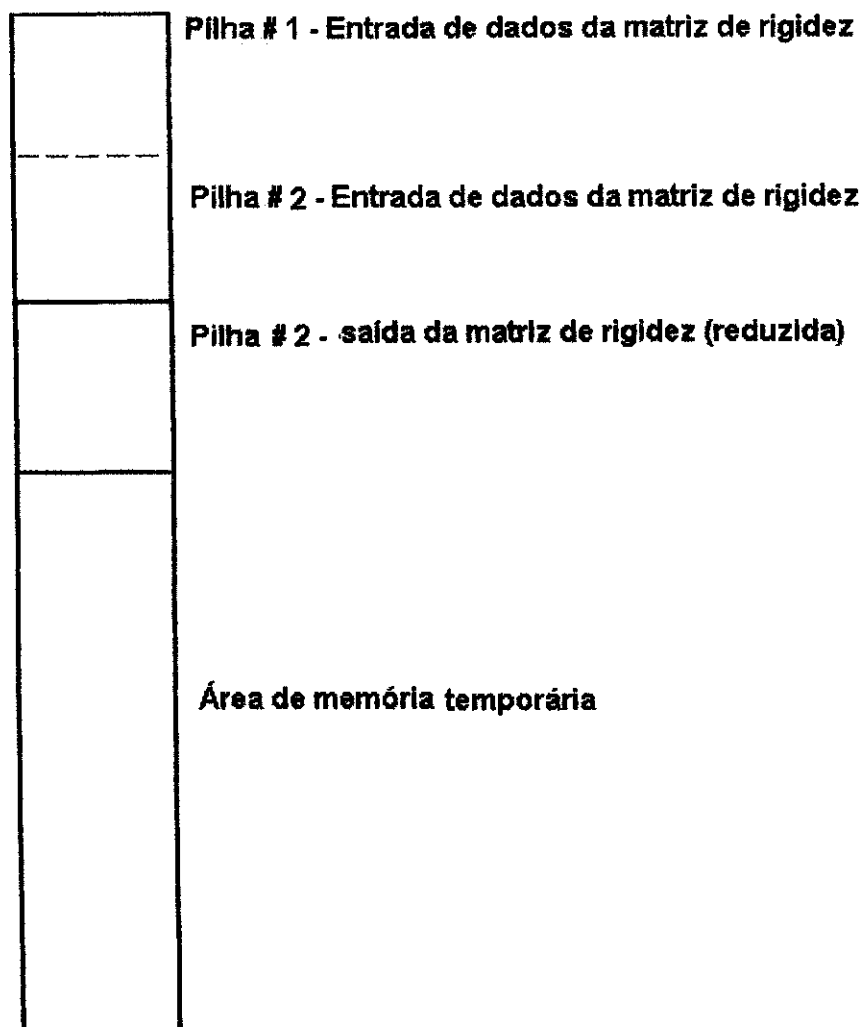 Pilha # 1 - Entrada de dados da matriz de rigidez
Pilha # 2 - Entrada de dados da matriz de rigidez
Pilha # 2 - saída da matriz de rigidez (reduzida)
Área de memória temporária